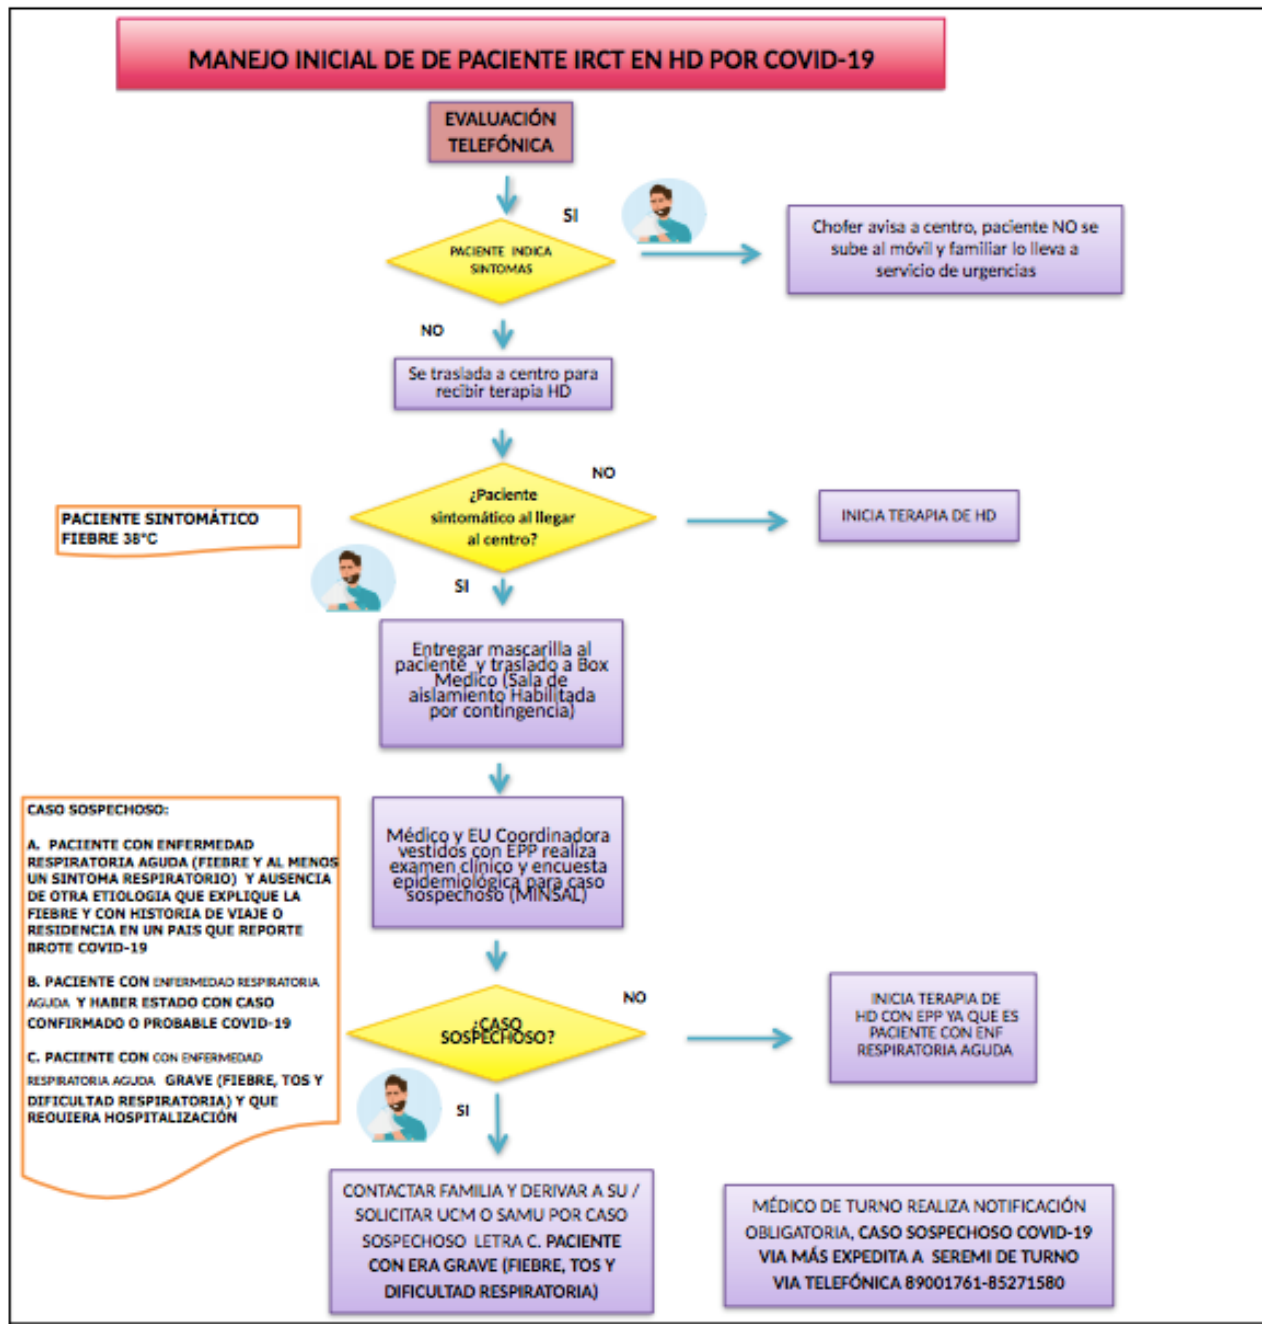 MANEJO INICIAL DE DE PACIENTE IRCT EN HD POR COVID-19
EVALUACIÓN
TELEFÓNICA
SI
PACIENTE INDICA
SINTOMAS
Chofer avisa a centro, paciente NO se
sube al móvil y familiar lo lleva a
servicio de urgencias
NO
Se traslada a centro para
recibir terapia HD
NO
¿Paciente
sintomático al llegar
al centro?
INICIA TERAPIA DE HD
PACIENTE SINTOMÁTICO
FIEBRE 38°C
SI
Entregar mascarilla al
paciente y traslado a Box
Medico (Sala de
aislamiento Habilitada
por contingencia)
Médico y EU Coordinadora
vestidos con EPP realiza
examen clínico y encuesta
epidemiológica para caso
sospechoso (MINSAL)
CASO SOSPECHOSO:
A. PACIENTE CON ENFERMEDAD
RESPIRATORIA AGUDA (FIEBRE Y AL MENOS
UN SINTOMA RESPIRATORIO) Y AUSENCIA
DE OTRA ETIOLOGIA QUE EXPLIQUE LA
FIEBRE Y CON HISTORIA DE VIAJE O
RESIDENCIA EN UN PAIS QUE REPORTE
BROTE COVID-19
B. PACIENTE CON ENFERMEDAD RESPIRATORIA
AGUDA Y HABER ESTADO CON CASO
CONFIRMADO O PROBABLE COVID-19
C. PACIENTE CON CON ENFERMEDAD
RESPIRATORIA AGUDA GRAVE (FIEBRE, TOS Y
DIFICULTAD RESPIRATORIA) Y QUE
REQUIERA HOSPITALIZACIÓN
NO
¿CASO
SOSPECHOSO?
INICIA TERAPIA DE
HD CON EPP YA QUE ES
PACIENTE CON ENF
RESPIRATORIA AGUDA
SI
CONTACTAR FAMILIA Y DERIVAR A SU /
SOLICITAR UCM O SAMU POR CASO
SOSPECHOSO LETRA C. PACIENTE
CON ERA GRAVE (FIEBRE, TOS Y
DIFICULTAD RESPIRATORIA)
MÉDICO DE TURNO REALIZA NOTIFICACIÓN
OBLIGATORIA, CASO SOSPECHOSO COVID-19
VIA MÁS EXPEDITA A SEREMI DE TURNO
VIA TELEFÓNICA 89001761-85271580